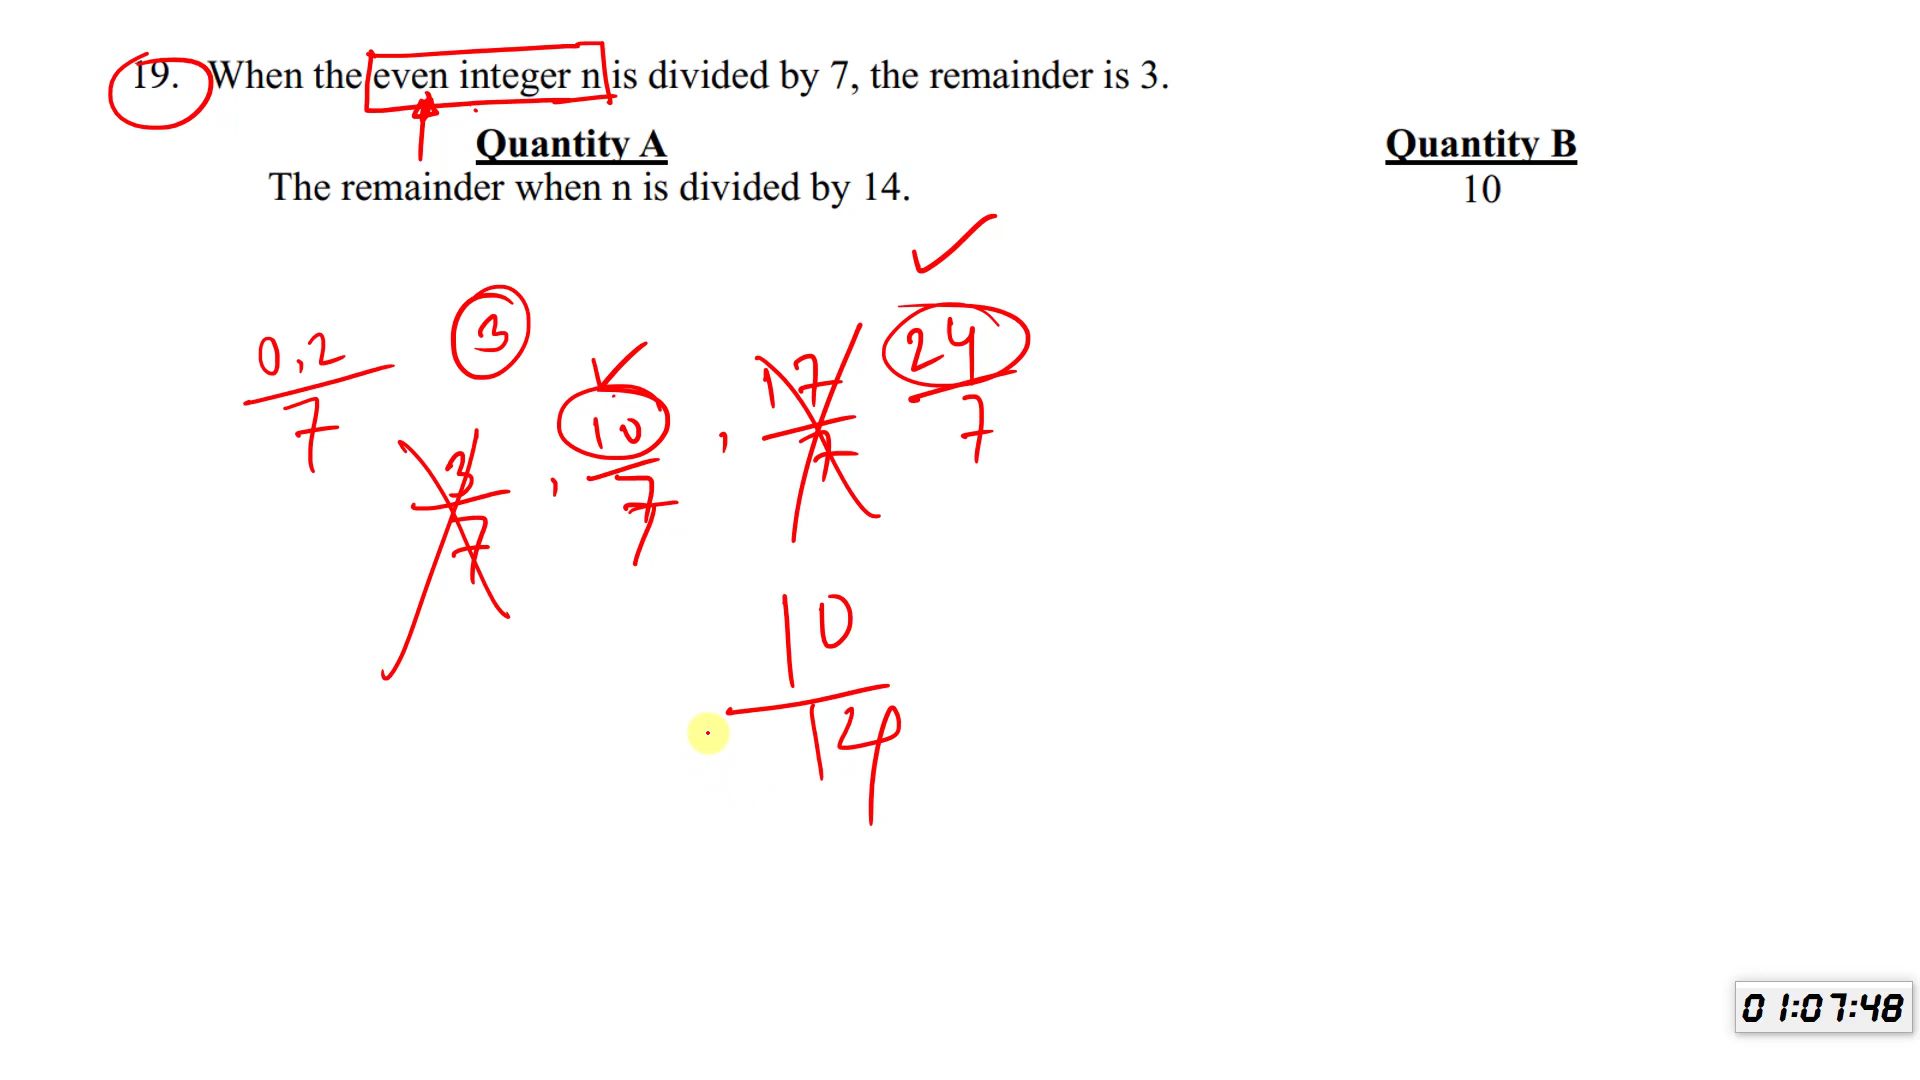 19. When the even integer n is divided by 7, the remainder is 3.
Quantity A Quantity B
The remainder when n is divided by 14. 10
3
0,2/7 3/7 , 10/7 , 17/7 24/7
10/14
01:07:48